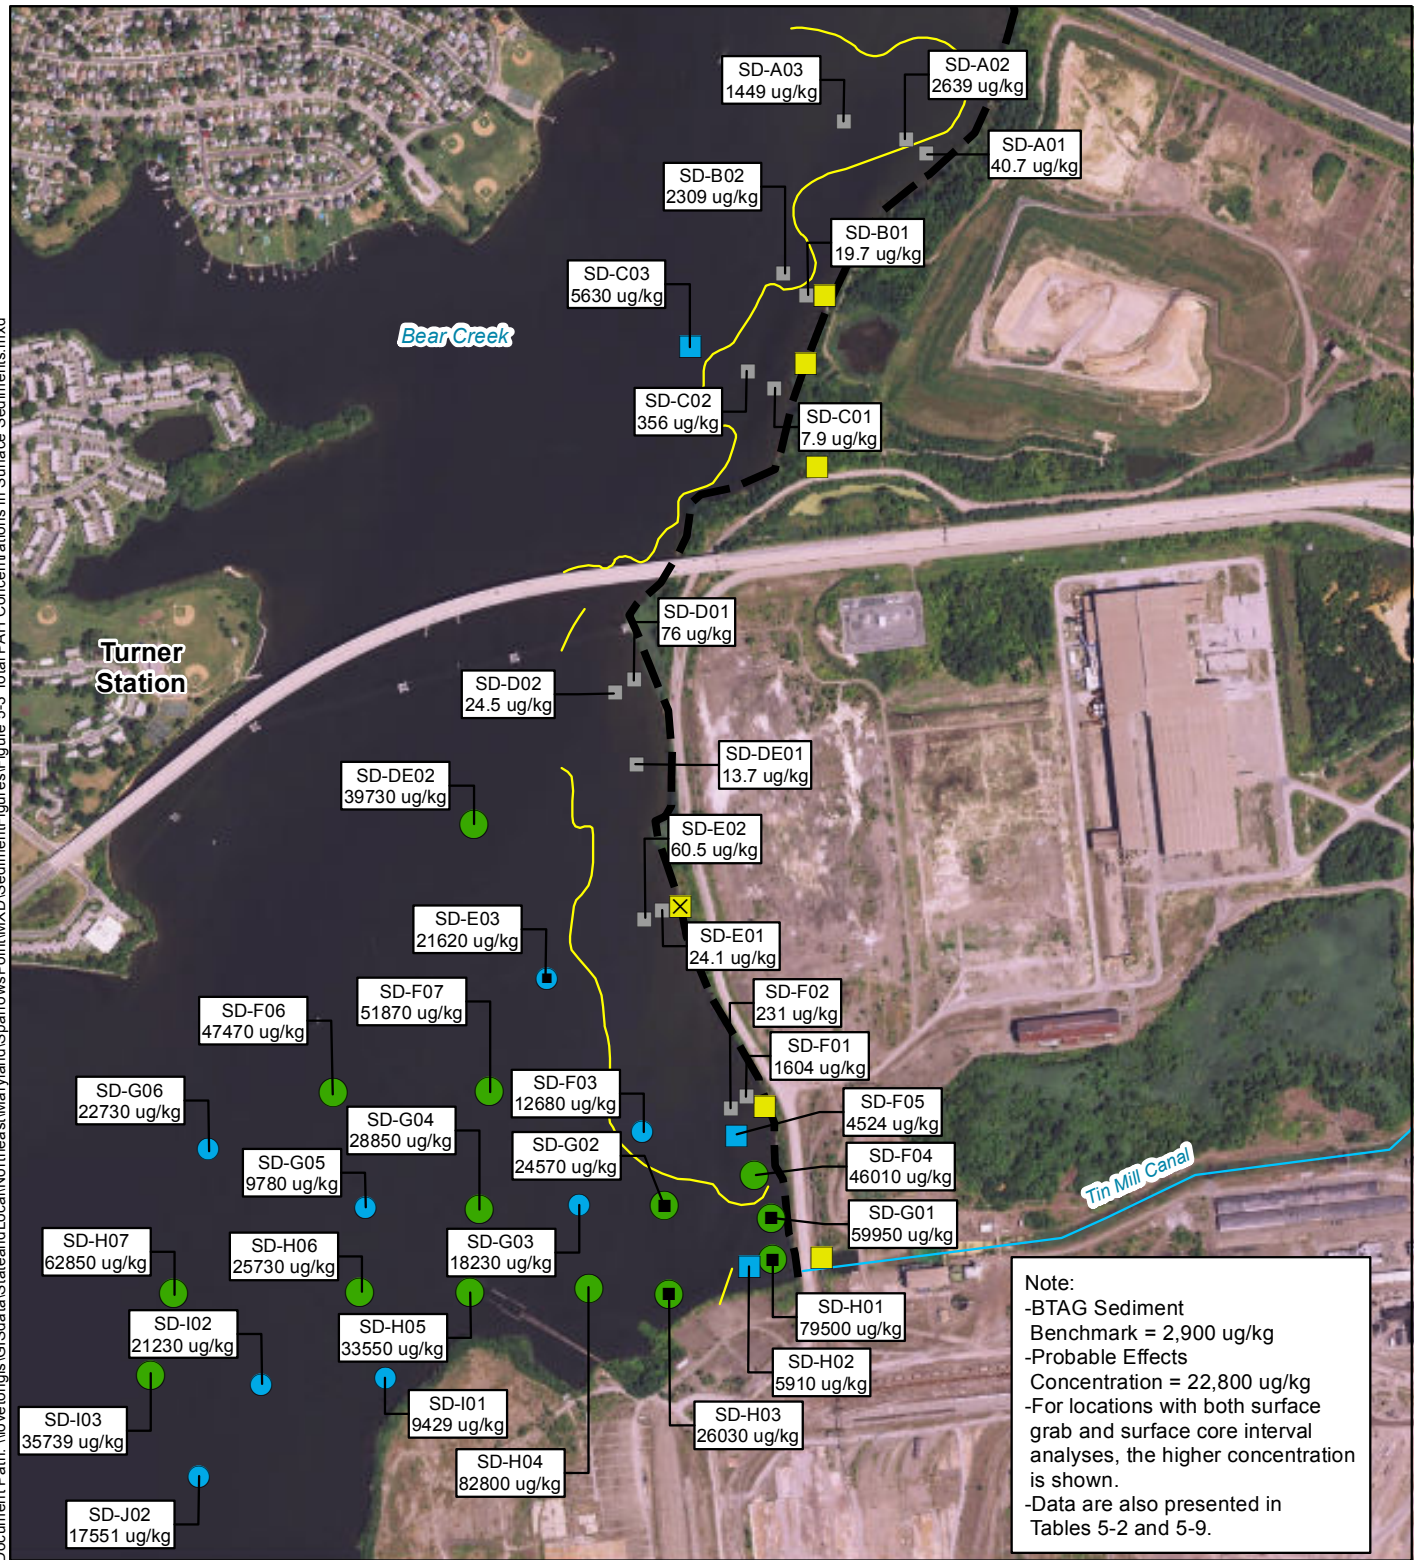 SD-A03
1449 ug/kg
SD-A02
2639 ug/kg
SD-A01
40.7 ug/kg
SD-B02
2309 ug/kg
SD-B01
19.7 ug/kg
SD-C03
5630 ug/kg
Bear Creek
SD-C02
356 ug/kg
SD-C01
7.9 ug/kg
SD-D01
76 ug/kg
Turner
Station
SD-D02
24.5 ug/kg
SD-DE01
13.7 ug/kg
SD-DE02
39730 ug/kg
SD-E02
60.5 ug/kg
SD-E03
21620 ug/kg
SD-E01
24.1 ug/kg
SD-F07
51870 ug/kg
SD-F02
231 ug/kg
SD-F06
47470 ug/kg
SD-F01
1604 ug/kg
SD-G06
22730 ug/kg
SD-F03
12680 ug/kg
SD-F05
4524 ug/kg
SD-G04
28850 ug/kg
SD-G02
24570 ug/kg
SD-F04
46010 ug/kg
Tin Mill Canal
SD-G05
9780 ug/kg
SD-G01
59950 ug/kg
SD-H07
62850 ug/kg
SD-H06
25730 ug/kg
SD-G03
18230 ug/kg
SD-I02
21230 ug/kg
SD-H05
33550 ug/kg
SD-H01
79500 ug/kg
SD-H02
5910 ug/kg
SD-I03
35739 ug/kg
SD-I01
9429 ug/kg
SD-H03
26030 ug/kg
SD-H04
82800 ug/kg
SD-J02
17551 ug/kg
Note:
-BTAG Sediment
Benchmark = 2,900 ug/kg
-Probable Effects
Concentration = 22,800 ug/kg
-For locations with both surface
grab and surface core interval
analyses, the higher concentration
is shown.
-Data are also presented in
Tables 5-2 and 5-9.